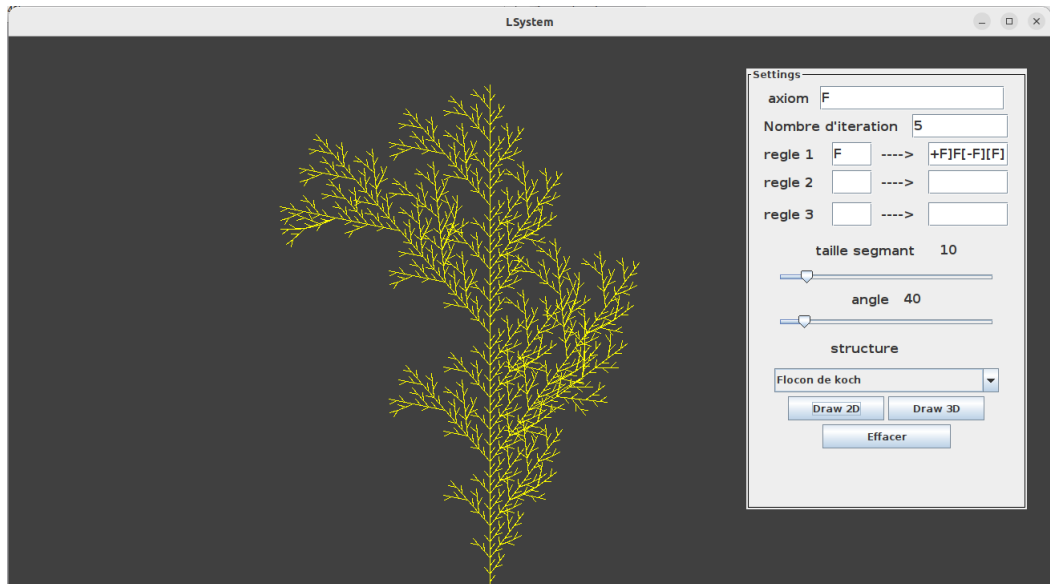 LSystem
Settings
axiom F
Nombre d'iteration 5
regle 1 F ----> +F]F[-F][F]
regle 2 ---->
regle 3 ---->
taille segmant 10
angle 40
structure
Flocon de koch
Draw 2D Draw 3D
Effacer